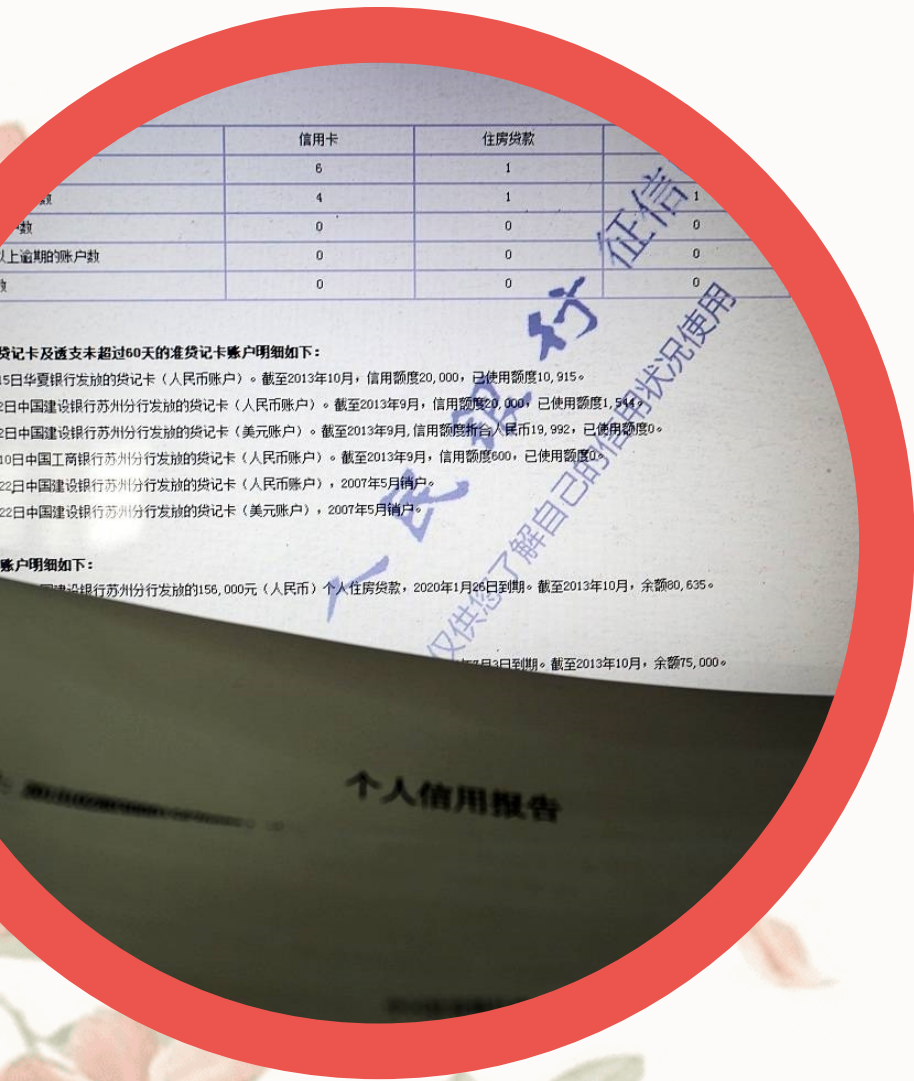 信用卡 住房贷款
6 1
数 4 1 1
户数 0 0 0
以上逾期的账户数 0 0 0
数 0 0 0
贷记卡及透支未超过60天的准贷记卡账户明细如下:
15日华夏银行发放的贷记卡(人民币账户)。截至2013年10月,信用额度20,000,已使用额度10,915。
2日中国建设银行苏州分行发放的贷记卡(人民币账户)。截至2013年9月,信用额度20,000,已使用额度1,544。
2日中国建设银行苏州分行发放的贷记卡(美元账户)。截至2013年9月,信用额度折合人民币19,992,已使用额度0。
10日中国工商银行苏州分行发放的贷记卡(人民币账户)。截至2013年9月,信用额度600,已使用额度0。
22日中国建设银行苏州分行发放的贷记卡(人民币账户),2007年5月销户。
22日中国建设银行苏州分行发放的贷记卡(美元账户),2007年5月销户。
账户明细如下:
建设银行苏州分行发放的156,000元(人民币)个人住房贷款,2020年1月26日到期。截至2013年10月,余额80,635。
月3日到期。截至2013年10月,余额75,000。
人民银行 征信
仅供您了解自己的信用状况使用
个人信用报告